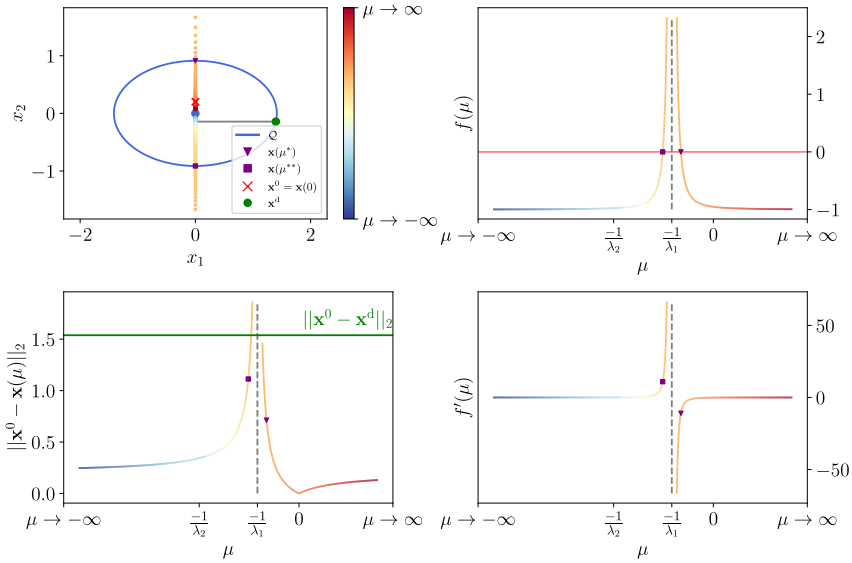 x₂
1
0
−1
−2
0
2
x₁
𝒬
x(μ*)
x(μ**)
x⁰ = x(0)
xᵈ
μ → ∞
μ → −∞
f(μ)
2
1
0
−1
μ → −∞
−1/λ₂
−1/λ₁
0
μ → ∞
μ
||x⁰ − x(μ)||₂
1.5
1.0
0.5
0.0
||x⁰ − xᵈ||₂
μ → −∞
−1/λ₂
−1/λ₁
0
μ → ∞
μ
f′(μ)
50
0
−50
μ → −∞
−1/λ₂
−1/λ₁
0
μ → ∞
μ